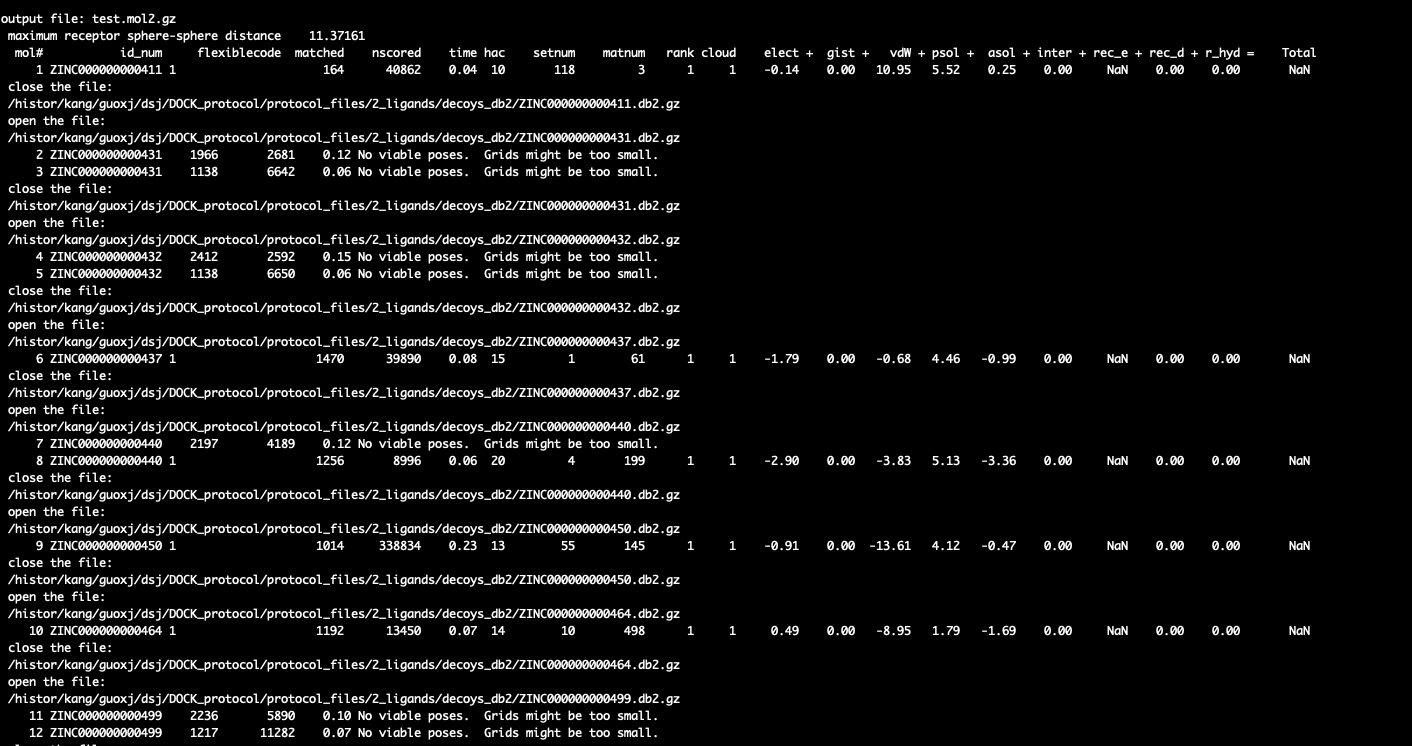 output file: test.mol2.gz
maximum receptor sphere-sphere distance    11.37161
mol#               id_num     flexiblecode  matched    nscored    time hac    setnum    matnum   rank cloud    elect +  gist +   vdW + psol +  asol + inter + rec_e + rec_d + r_hyd =    Total
1 ZINC000000000411 1                     164      40862    0.04  10       118         3      1     1    -0.14   0.00   10.95   5.52    0.25   0.00     NaN    0.00    0.00       NaN
close the file:
/histor/kang/guoxj/dsj/DOCK_protocol/protocol_files/2_ligands/decoys_db2/ZINC000000000411.db2.gz
open the file:
/histor/kang/guoxj/dsj/DOCK_protocol/protocol_files/2_ligands/decoys_db2/ZINC000000000431.db2.gz
2 ZINC000000000431    1966       2681    0.12 No viable poses.  Grids might be too small.
3 ZINC000000000431    1138       6642    0.06 No viable poses.  Grids might be too small.
close the file:
/histor/kang/guoxj/dsj/DOCK_protocol/protocol_files/2_ligands/decoys_db2/ZINC000000000431.db2.gz
open the file:
/histor/kang/guoxj/dsj/DOCK_protocol/protocol_files/2_ligands/decoys_db2/ZINC000000000432.db2.gz
4 ZINC000000000432    2412       2592    0.15 No viable poses.  Grids might be too small.
5 ZINC000000000432    1138       6650    0.06 No viable poses.  Grids might be too small.
close the file:
/histor/kang/guoxj/dsj/DOCK_protocol/protocol_files/2_ligands/decoys_db2/ZINC000000000432.db2.gz
open the file:
/histor/kang/guoxj/dsj/DOCK_protocol/protocol_files/2_ligands/decoys_db2/ZINC000000000437.db2.gz
6 ZINC000000000437 1                    1470      39890    0.08  15         1        61      1     1    -1.79   0.00   -0.68   4.46   -0.99   0.00     NaN    0.00    0.00       NaN
close the file:
/histor/kang/guoxj/dsj/DOCK_protocol/protocol_files/2_ligands/decoys_db2/ZINC000000000437.db2.gz
open the file:
/histor/kang/guoxj/dsj/DOCK_protocol/protocol_files/2_ligands/decoys_db2/ZINC000000000440.db2.gz
7 ZINC000000000440    2197       4189    0.12 No viable poses.  Grids might be too small.
8 ZINC000000000440 1                    1256       8996    0.06  20         4       199      1     1    -2.90   0.00   -3.83   5.13   -3.36   0.00     NaN    0.00    0.00       NaN
close the file:
/histor/kang/guoxj/dsj/DOCK_protocol/protocol_files/2_ligands/decoys_db2/ZINC000000000440.db2.gz
open the file:
/histor/kang/guoxj/dsj/DOCK_protocol/protocol_files/2_ligands/decoys_db2/ZINC000000000450.db2.gz
9 ZINC000000000450 1                    1014     338834    0.23  13        55       145      1     1    -0.91   0.00  -13.61   4.12   -0.47   0.00     NaN    0.00    0.00       NaN
close the file:
/histor/kang/guoxj/dsj/DOCK_protocol/protocol_files/2_ligands/decoys_db2/ZINC000000000450.db2.gz
open the file:
/histor/kang/guoxj/dsj/DOCK_protocol/protocol_files/2_ligands/decoys_db2/ZINC000000000464.db2.gz
10 ZINC000000000464 1                    1192      13450    0.07  14        10       498      1     1     0.49   0.00   -8.95   1.79   -1.69   0.00     NaN    0.00    0.00       NaN
close the file:
/histor/kang/guoxj/dsj/DOCK_protocol/protocol_files/2_ligands/decoys_db2/ZINC000000000464.db2.gz
open the file:
/histor/kang/guoxj/dsj/DOCK_protocol/protocol_files/2_ligands/decoys_db2/ZINC000000000499.db2.gz
11 ZINC000000000499    2236       5890    0.10 No viable poses.  Grids might be too small.
12 ZINC000000000499    1217      11282    0.07 No viable poses.  Grids might be too small.